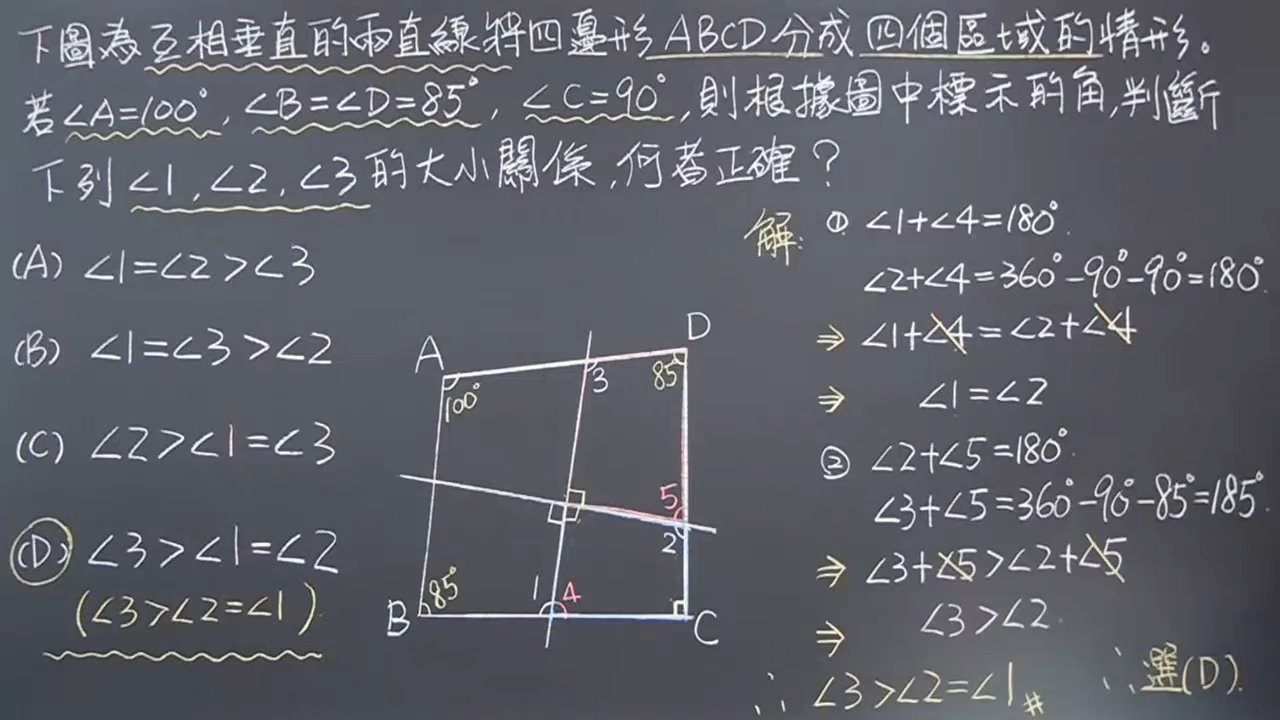 下圖為互相垂直的兩直線將四邊形ABCD分成四個區域的情形。
若∠A=100°,∠B=∠D=85°,∠C=90°,則根據圖中標示的角,判斷
下列∠1,∠2,∠3的大小關係,何者正確?
(A) ∠1=∠2>∠3
(B) ∠1=∠3>∠2
(C) ∠2>∠1=∠3
(D) ∠3>∠1=∠2
(∠3>∠2=∠1)
A
D
100°
3
85°
5
2
85°
1
4
B
C
解: ① ∠1+∠4=180°.
∠2+∠4=360°-90°-90°=180°.
⇒ ∠1+∠4=∠2+∠4
⇒ ∠1=∠2
② ∠2+∠5=180°.
∠3+∠5=360°-90°-85°=185°.
⇒ ∠3+∠5>∠2+∠5
⇒ ∠3>∠2.
∴ ∠3>∠2=∠1 # ∴選(D).